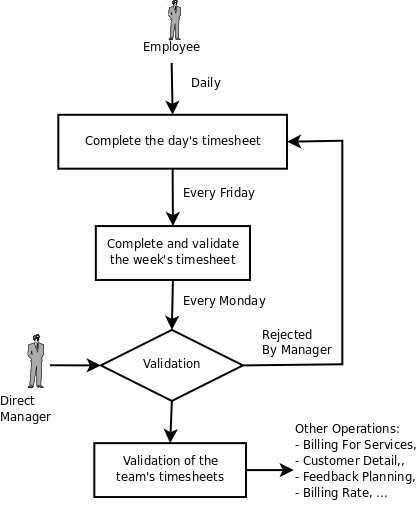 Employee
Daily
Complete the day's timesheet
Every Friday
Complete and validate
the week's timesheet
Every Monday
Rejected
By Manager
Validation
Direct
Manager
Validation of the
team's timesheets
Other Operations:
- Billing For Services,
- Customer Detail,,
- Feedback Planning,
- Billing Rate, ...